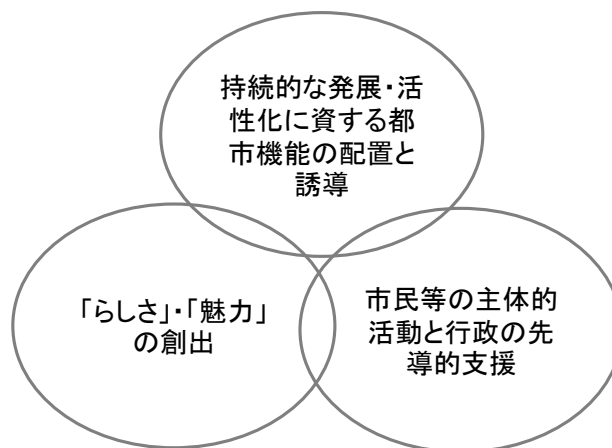 持続的な発展・活
性化に資する都
市機能の配置と
誘導
「らしさ」・「魅力」
の創出
市民等の主体的
活動と行政の先
導的支援